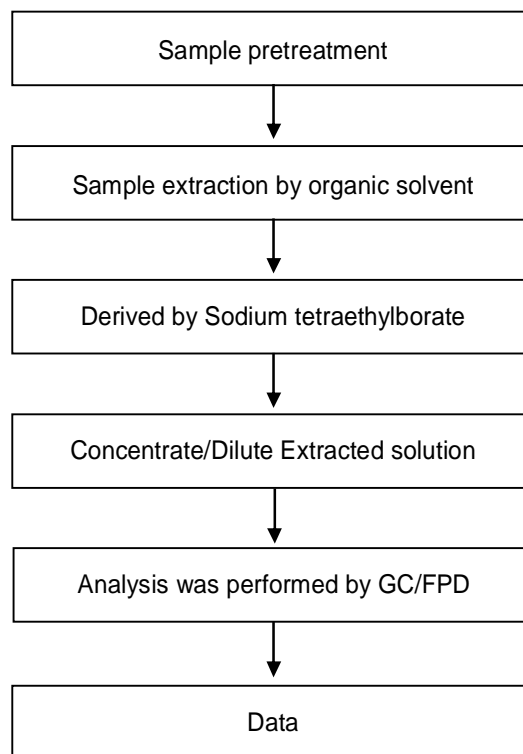 Sample pretreatment
Sample extraction by organic solvent
Derived by Sodium tetraethylborate
Concentrate/Dilute Extracted solution
Analysis was performed by GC/FPD
Data